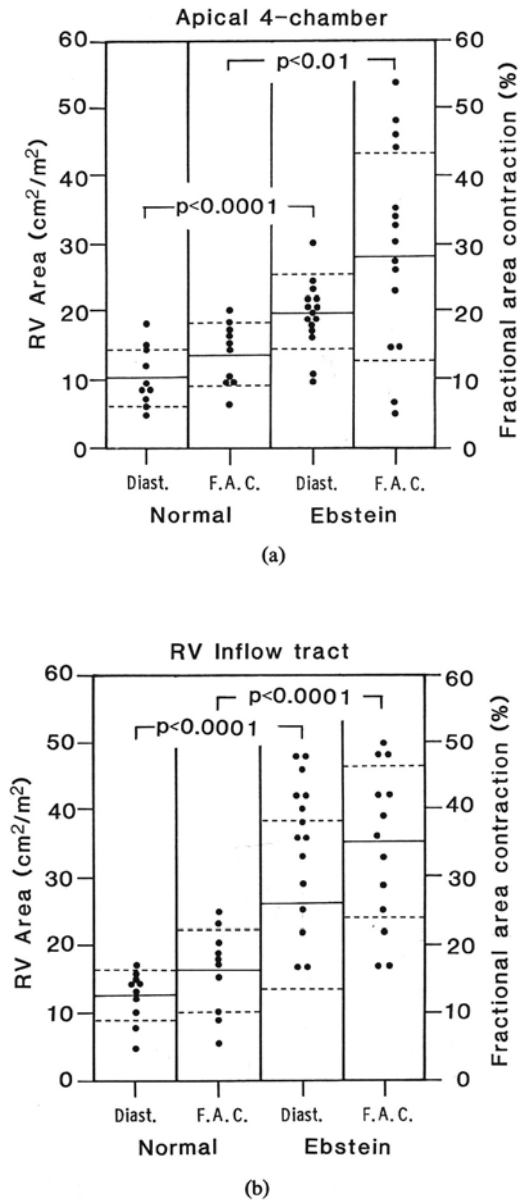 Apical 4-chamber
60
50
40
30
20
10
0
RV Area (cm²/m²)
p<0.01
p<0.0001
60
50
40
30
20
10
0
Fractional area contraction (%)
Diast. F.A.C. Diast. F.A.C.
Normal Ebstein
(a)
RV Inflow tract
60
50
40
30
20
10
0
RV Area (cm²/m²)
p<0.0001
p<0.0001
60
50
40
30
20
10
0
Fractional area contraction (%)
Diast. F.A.C. Diast. F.A.C.
Normal Ebstein
(b)